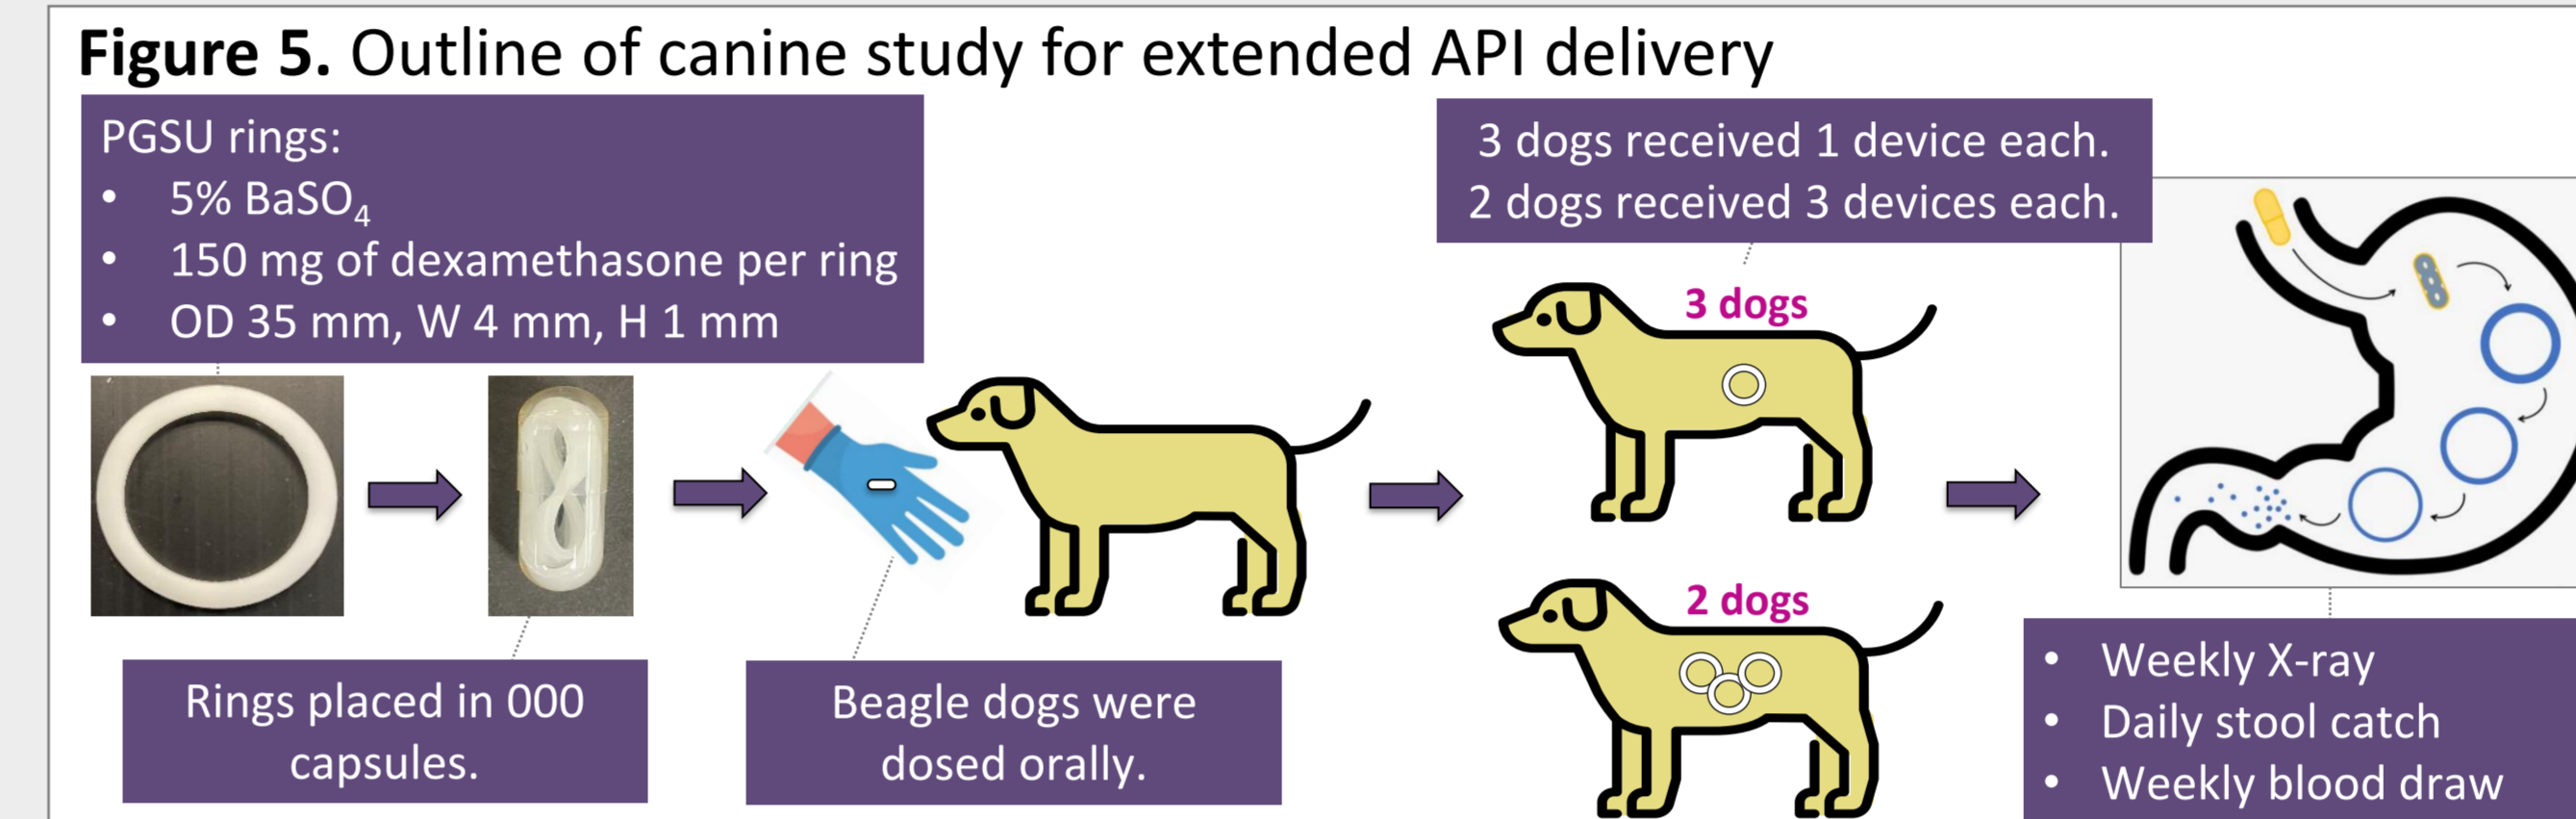 Figure 5. Outline of canine study for extended API delivery
PGSU rings:
• 5% BaSO₄
• 150 mg of dexamethasone per ring
• OD 35 mm, W 4 mm, H 1 mm
Rings placed in 000
capsules.
Beagle dogs were
dosed orally.
3 dogs received 1 device each.
2 dogs received 3 devices each.
3 dogs
2 dogs
• Weekly X-ray
• Daily stool catch
• Weekly blood draw